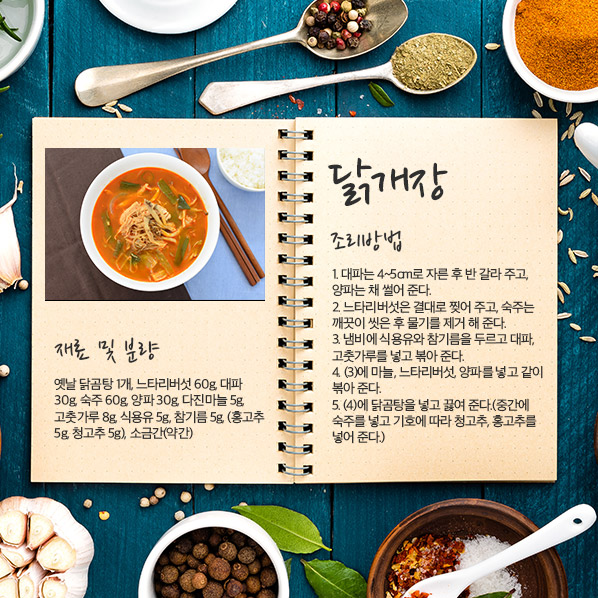 재료 및 분량
옛날 닭곰탕 1개, 느타리버섯 60g, 대파
30g, 숙주 60g, 양파 30g, 다진마늘 5g,
고춧가루 8g, 식용유 5g, 참기름 5g, (홍고추
5g, 청고추 5g), 소금간(약간)
닭개장
조리방법
1. 대파는 4~5cm로 자른 후 반 갈라 주고,
양파는 채 썰어 준다.
2. 느타리버섯은 결대로 찢어 주고, 숙주는
깨끗이 씻은 후 물기를 제거 해 준다.
3. 냄비에 식용유와 참기름을 두르고 대파,
고춧가루를 넣고 볶아 준다.
4. (3)에 마늘, 느타리버섯, 양파를 넣고 같이
볶아 준다.
5. (4)에 닭곰탕을 넣고 끓여 준다.(중간에
숙주를 넣고 기호에 따라 청고추, 홍고추를
넣어 준다.)